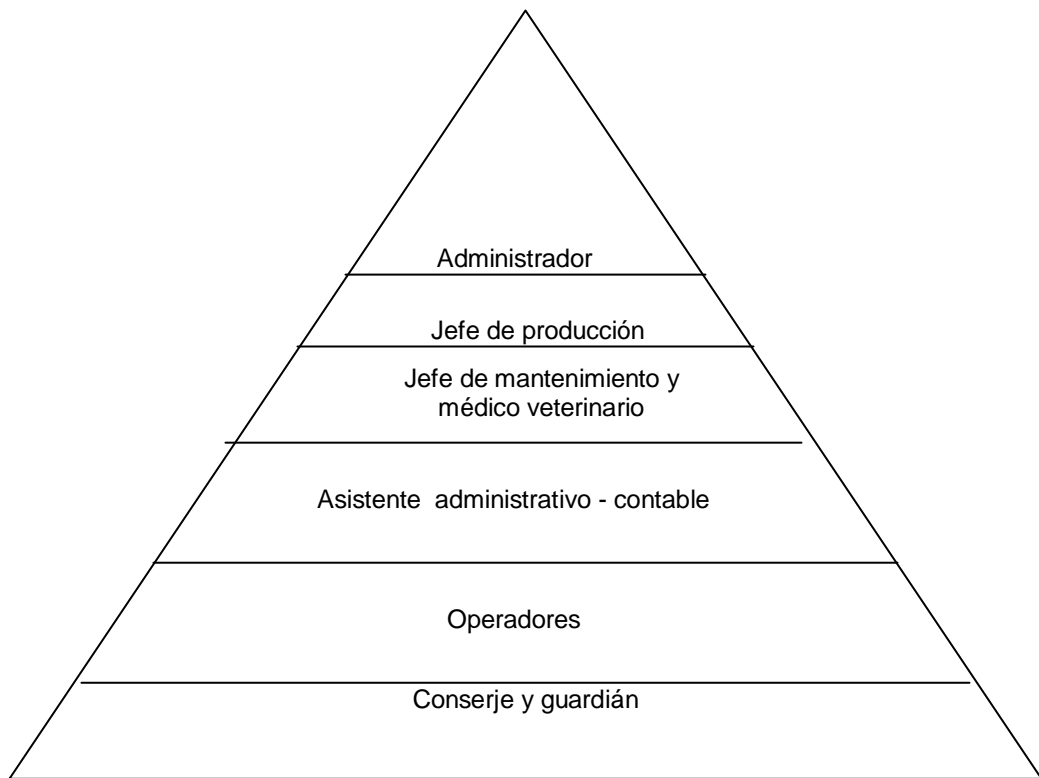 Administrador
Jefe de producción
Jefe de mantenimiento y
médico veterinario
Asistente administrativo - contable
Operadores
Conserje y guardián